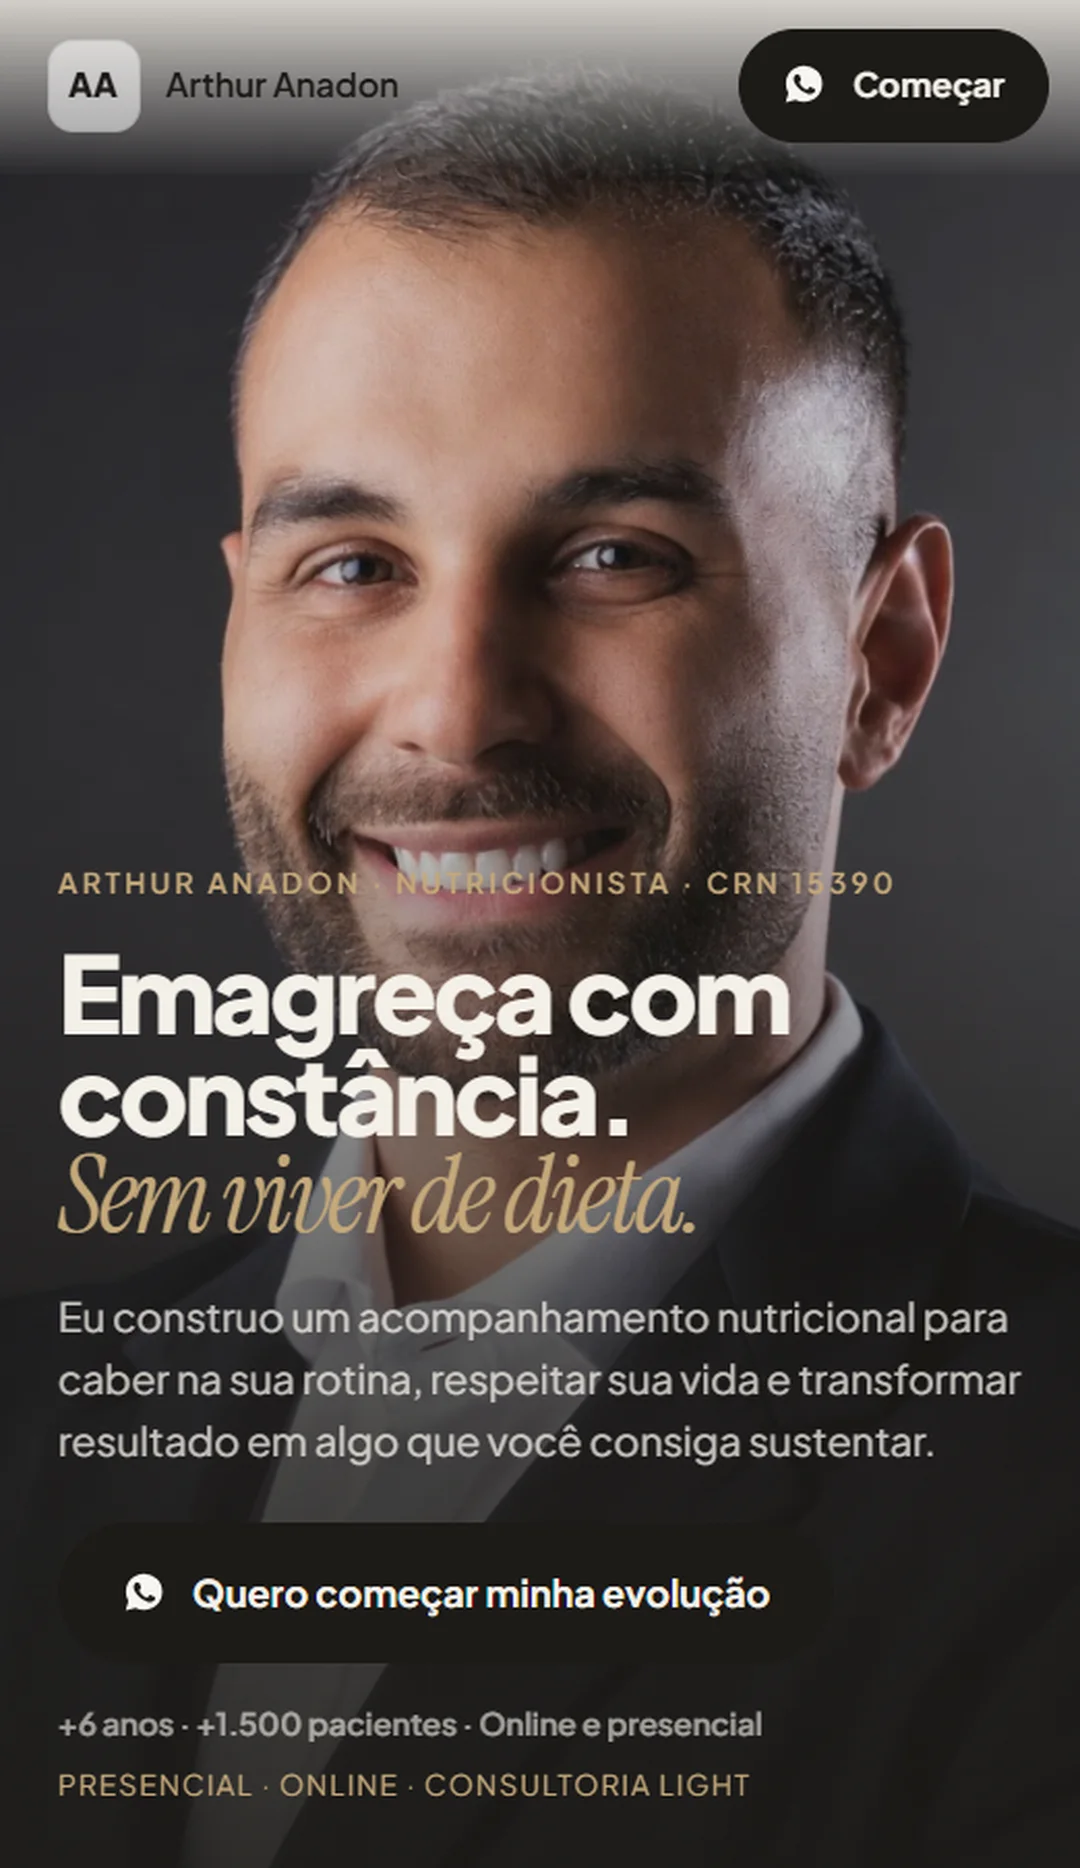 AA
Arthur Anadon
Começar
ARTHUR ANADON · NUTRICIONISTA · CRN 15390
Emagreça com
constância.
Sem viver de dieta.
Eu construo um acompanhamento nutricional para
caber na sua rotina, respeitar sua vida e transformar
resultado em algo que você consiga sustentar.
Quero começar minha evolução
+6 anos · +1.500 pacientes · Online e presencial
PRESENCIAL · ONLINE · CONSULTORIA LIGHT